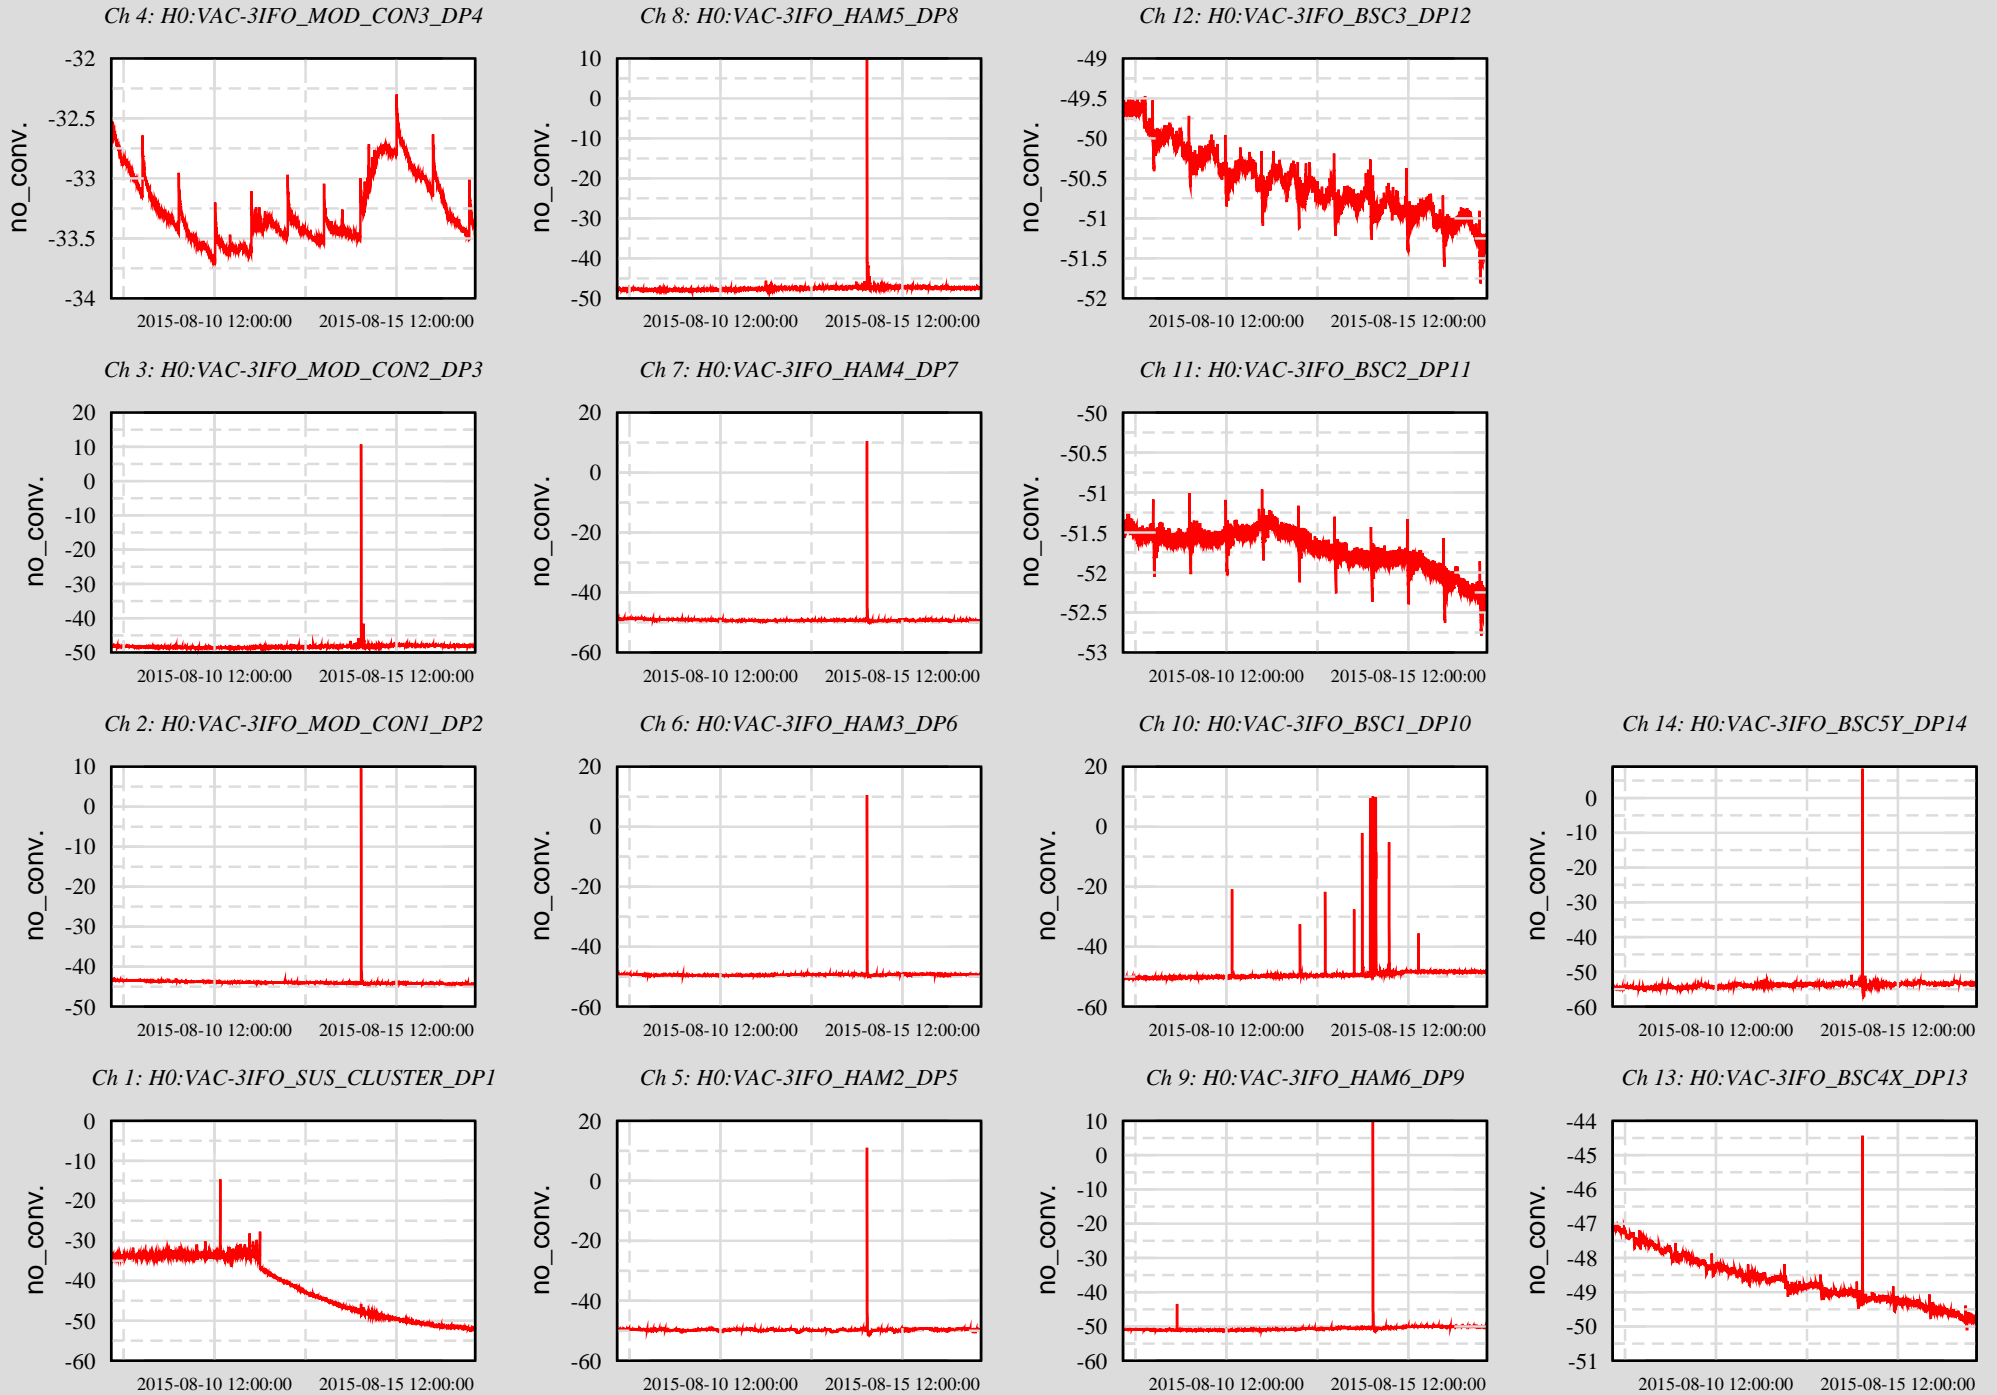 Ch 4: H0:VAC-3IFO_MOD_CON3_DP4
no_conv.
-32
-32.5
-33
-33.5
-34
2015-08-10 12:00:00 2015-08-15 12:00:00
Ch 8: H0:VAC-3IFO_HAM5_DP8
no_conv.
10
0
-10
-20
-30
-40
-50
2015-08-10 12:00:00 2015-08-15 12:00:00
Ch 12: H0:VAC-3IFO_BSC3_DP12
no_conv.
-49
-49.5
-50
-50.5
-51
-51.5
-52
2015-08-10 12:00:00 2015-08-15 12:00:00
Ch 3: H0:VAC-3IFO_MOD_CON2_DP3
no_conv.
20
10
0
-10
-20
-30
-40
-50
2015-08-10 12:00:00 2015-08-15 12:00:00
Ch 7: H0:VAC-3IFO_HAM4_DP7
no_conv.
20
0
-20
-40
-60
2015-08-10 12:00:00 2015-08-15 12:00:00
Ch 11: H0:VAC-3IFO_BSC2_DP11
no_conv.
-50
-50.5
-51
-51.5
-52
-52.5
-53
2015-08-10 12:00:00 2015-08-15 12:00:00
Ch 2: H0:VAC-3IFO_MOD_CON1_DP2
no_conv.
10
0
-10
-20
-30
-40
-50
2015-08-10 12:00:00 2015-08-15 12:00:00
Ch 6: H0:VAC-3IFO_HAM3_DP6
no_conv.
20
0
-20
-40
-60
2015-08-10 12:00:00 2015-08-15 12:00:00
Ch 10: H0:VAC-3IFO_BSC1_DP10
no_conv.
20
0
-20
-40
-60
2015-08-10 12:00:00 2015-08-15 12:00:00
Ch 14: H0:VAC-3IFO_BSC5Y_DP14
no_conv.
0
-10
-20
-30
-40
-50
-60
2015-08-10 12:00:00 2015-08-15 12:00:00
Ch 1: H0:VAC-3IFO_SUS_CLUSTER_DP1
no_conv.
0
-10
-20
-30
-40
-50
-60
2015-08-10 12:00:00 2015-08-15 12:00:00
Ch 5: H0:VAC-3IFO_HAM2_DP5
no_conv.
20
0
-20
-40
-60
2015-08-10 12:00:00 2015-08-15 12:00:00
Ch 9: H0:VAC-3IFO_HAM6_DP9
no_conv.
10
0
-10
-20
-30
-40
-50
-60
2015-08-10 12:00:00 2015-08-15 12:00:00
Ch 13: H0:VAC-3IFO_BSC4X_DP13
no_conv.
-44
-45
-46
-47
-48
-49
-50
-51
2015-08-10 12:00:00 2015-08-15 12:00:00